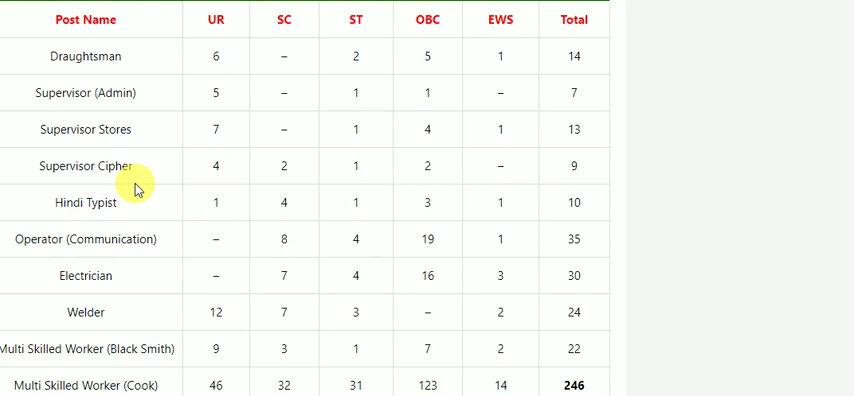 Post Name UR SC ST OBC EWS Total
Draughtsman 6 – 2 5 1 14
Supervisor (Admin) 5 – 1 1 – 7
Supervisor Stores 7 – 1 4 1 13
Supervisor Cipher 4 2 1 2 – 9
Hindi Typist 1 4 1 3 1 10
Operator (Communication) – 8 4 19 1 35
Electrician – 7 4 16 3 30
Welder 12 7 3 – 2 24
Multi Skilled Worker (Black Smith) 9 3 1 7 2 22
Multi Skilled Worker (Cook) 46 32 31 123 14 246